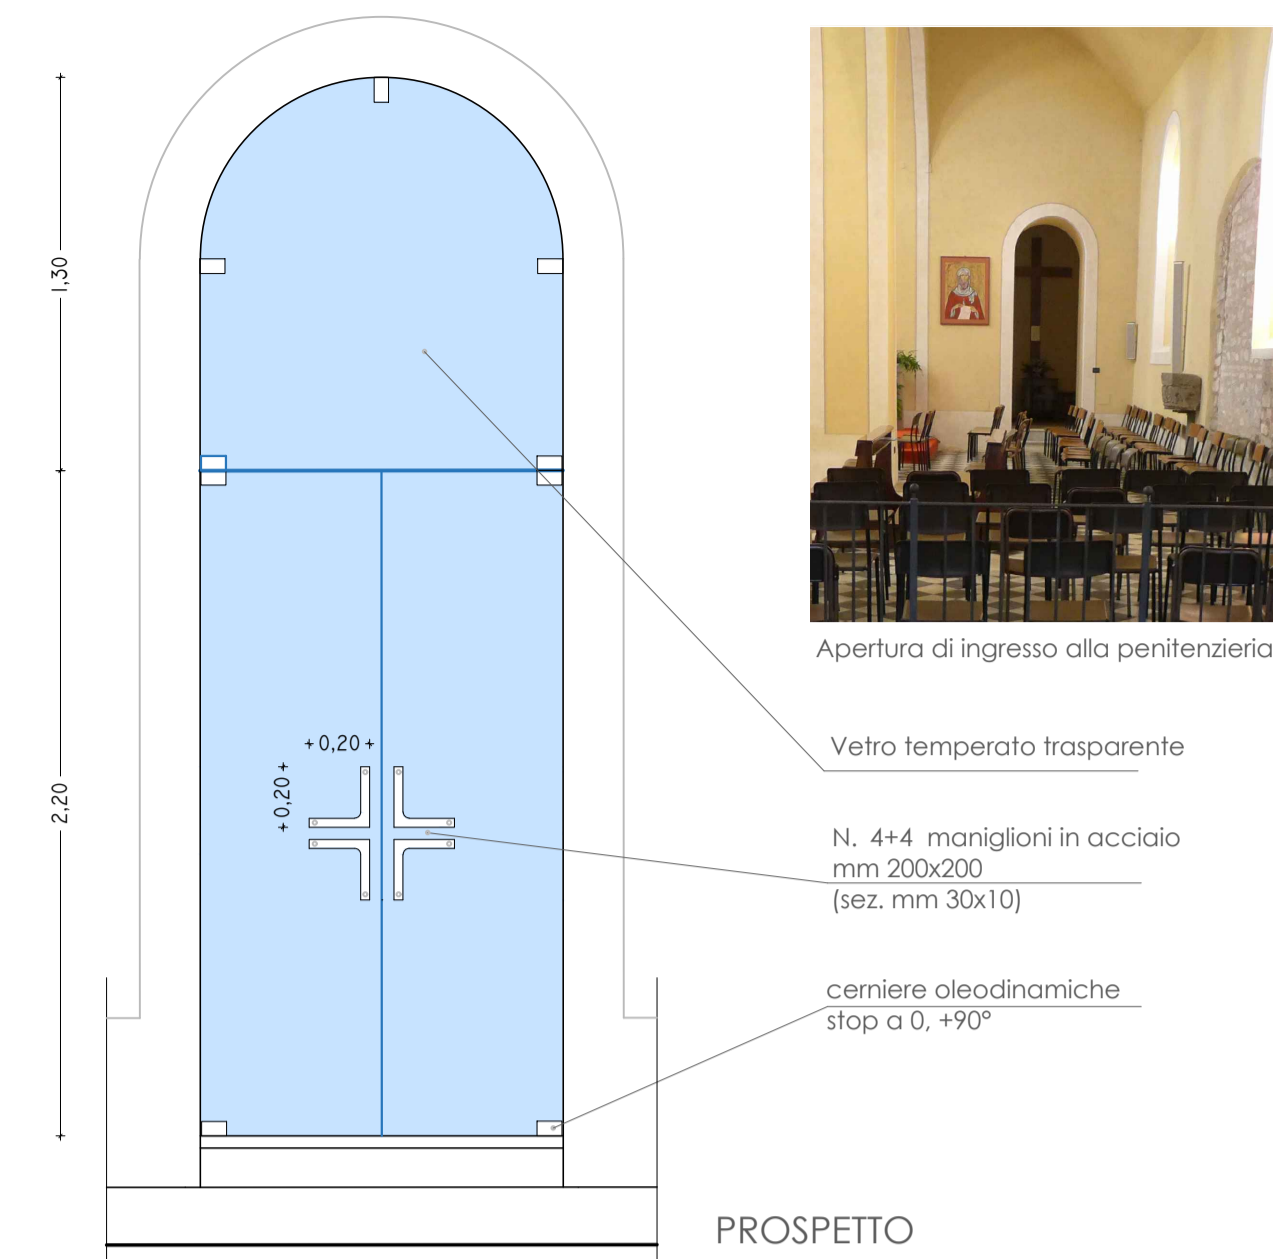 1,30
2,20
+0,20+
+0,20+
Apertura di ingresso alla penitenzieria
Vetro temperato trasparente
N. 4+4 maniglioni in acciaio
mm 200x200
(sez. mm 30x10)
cerniere oleodinamiche
stop a 0, +90°
PROSPETTO